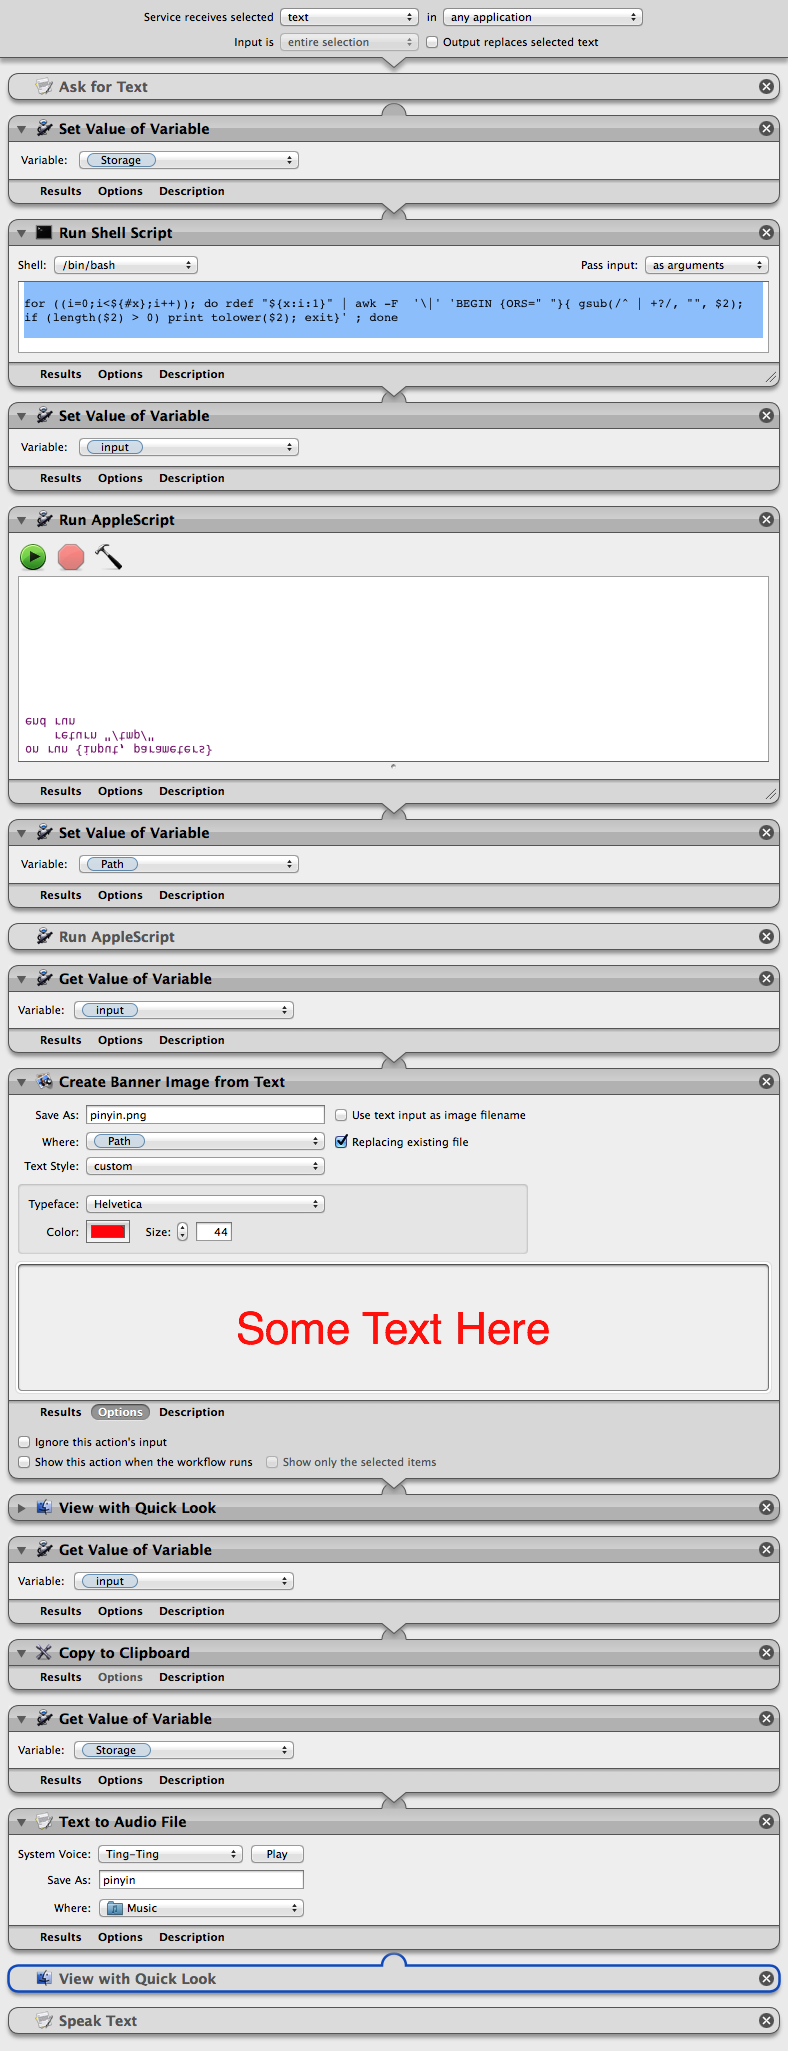 Service receives selected text in any application
Input is entire selection Output replaces selected text
Ask for Text
Set Value of Variable
Variable: Storage
Results Options Description
Run Shell Script
Shell: /bin/bash Pass input: as arguments
for ((i=0;i<${#x};i++)); do rdef "${x:i:1}" | awk -F  '\|' 'BEGIN {ORS=" "}{ gsub(/^ | +?/, "", $2);
if (length($2) > 0) print tolower($2); exit}' ; done
Results Options Description
Set Value of Variable
Variable: input
Results Options Description
Run AppleScript
on run {input, parameters}
return "/tmp/"
end run
Results Options Description
Set Value of Variable
Variable: Path
Results Options Description
Run AppleScript
Get Value of Variable
Variable: input
Results Options Description
Create Banner Image from Text
Save As: pinyin.png Use text input as image filename
Where: Path Replacing existing file
Text Style: custom
Typeface: Helvetica
Color: Size: 44
Some Text Here
Results Options Description
Ignore this action's input
Show this action when the workflow runs Show only the selected items
View with Quick Look
Get Value of Variable
Variable: input
Results Options Description
Copy to Clipboard
Results Options Description
Get Value of Variable
Variable: Storage
Results Options Description
Text to Audio File
System Voice: Ting-Ting Play
Save As: pinyin
Where: Music
Results Options Description
View with Quick Look
Speak Text